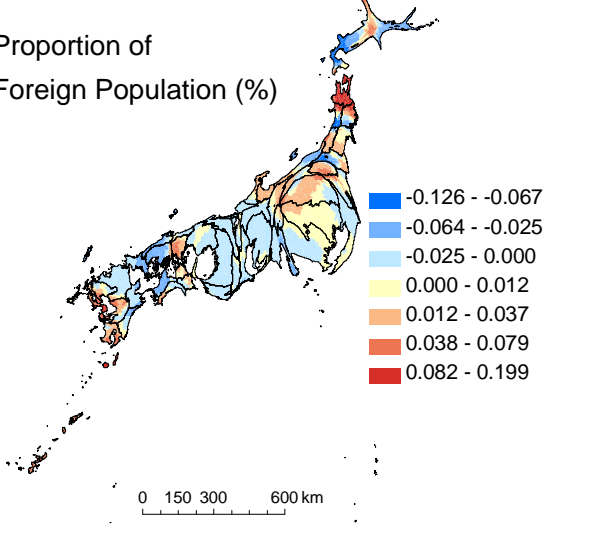 Proportion of
Foreign Population (%)
-0.126 - -0.067
-0.064 - -0.025
-0.025 - 0.000
0.000 - 0.012
0.012 - 0.037
0.038 - 0.079
0.082 - 0.199
0 150 300 600 km